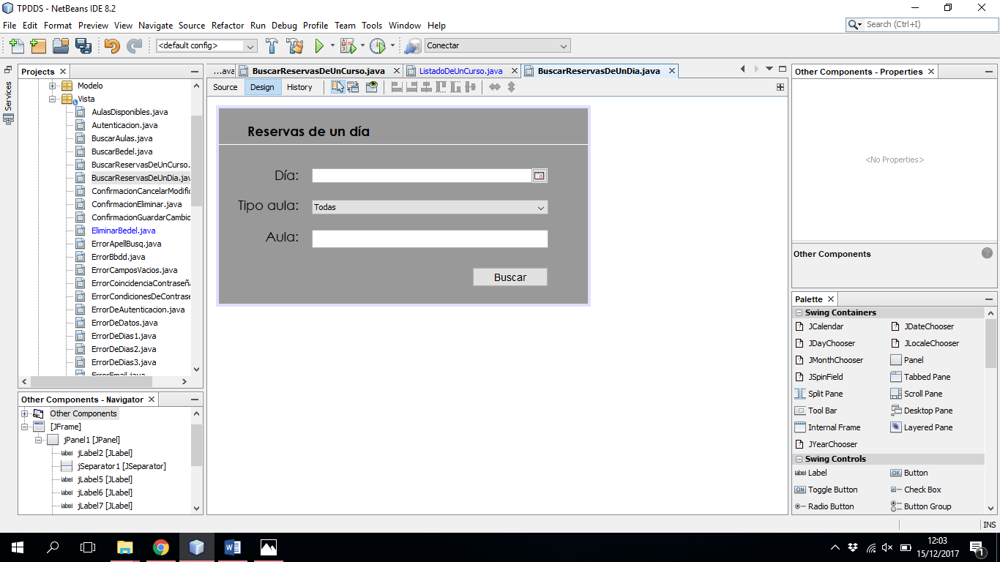 TPDDS - NetBeans IDE 8.2
File Edit Format Preview View Navigate Source Refactor Run Debug Profile Team Tools Window Help
Search (Ctrl+I)
<default config>
Conectar
Services
Projects
Modelo
Vista
AulasDisponibles.java
Autenticacion.java
BuscarAulas.java
BuscarBedel.java
BuscarReservasDeUnCurso.
BuscarReservasDeUnDia.jav
ConfirmacionCancelarModific
ConfirmacionEliminar.java
ConfirmacionGuardarCambio
EliminarBedel.java
ErrorApellBusq.java
ErrorBbdd.java
ErrorCamposVacios.java
ErrorCoincidenciaContraseña
ErrorCondicionesDeContrase
ErrorDeAutenticacion.java
ErrorDeDatos.java
ErrorDeDias1.java
ErrorDeDias2.java
ErrorDeDias3.java
ErrorEmail.java
Other Components - Navigator
Other Components
[JFrame]
jPanel1 [JPanel]
jLabel2 [JLabel]
jSeparator1 [JSeparator]
jLabel5 [JLabel]
jLabel6 [JLabel]
jLabel7 [JLabel]
...ava BuscarReservasDeUnCurso.java ListadoDeUnCurso.java BuscarReservasDeUnDia.java
Source Design History
Reservas de un día
Día:
Tipo aula: Todas
Aula:
Buscar
Other Components - Properties
<No Properties>
Other Components
Palette
Swing Containers
JCalendar JDateChooser
JDayChooser JLocaleChooser
JMonthChooser Panel
JSpinField Tabbed Pane
Split Pane Scroll Pane
Tool Bar Desktop Pane
Internal Frame Layered Pane
JYearChooser
Swing Controls
label Label OK Button
ON Toggle Button Check Box
Radio Button Button Group
INS
12:03
15/12/2017
1